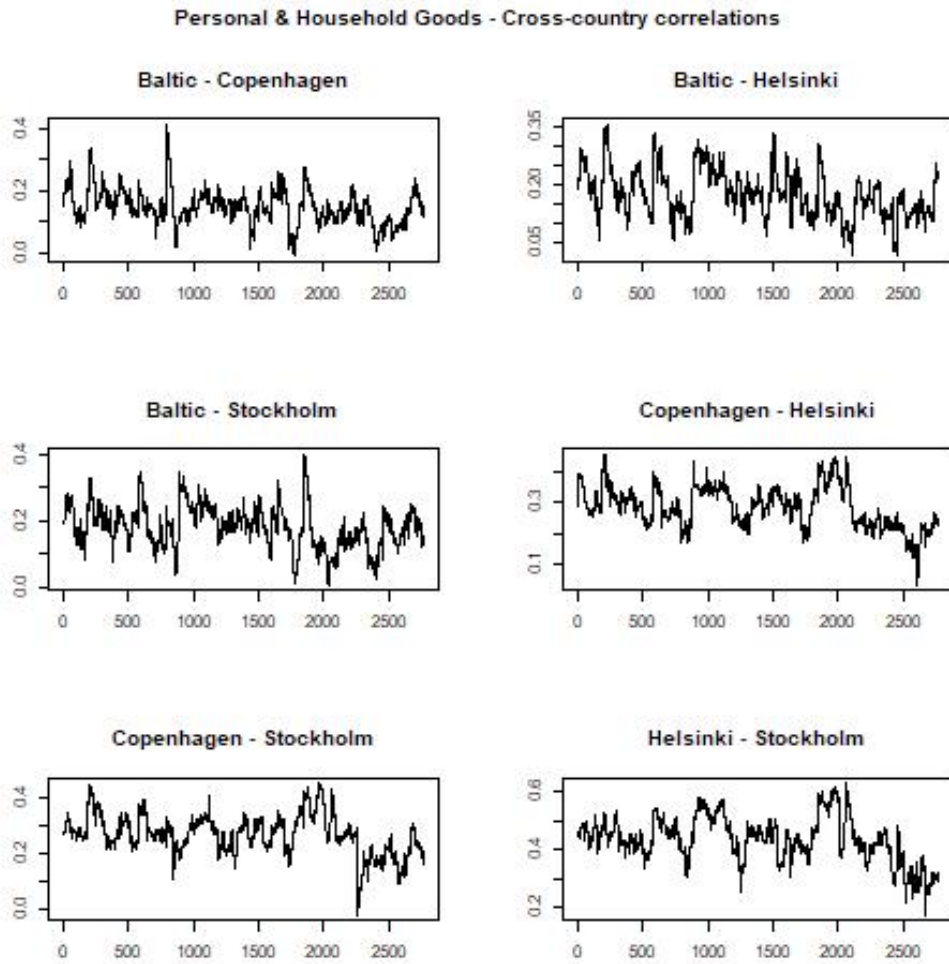 Personal & Household Goods - Cross-country correlations
Baltic - Copenhagen
0.0 0.2 0.4
0 500 1000 1500 2000 2500
Baltic - Helsinki
0.05 0.20 0.35
0 500 1000 1500 2000 2500
Baltic - Stockholm
0.0 0.2 0.4
0 500 1000 1500 2000 2500
Copenhagen - Helsinki
0.1 0.3
0 500 1000 1500 2000 2500
Copenhagen - Stockholm
0.0 0.2 0.4
0 500 1000 1500 2000 2500
Helsinki - Stockholm
0.2 0.4 0.6
0 500 1000 1500 2000 2500